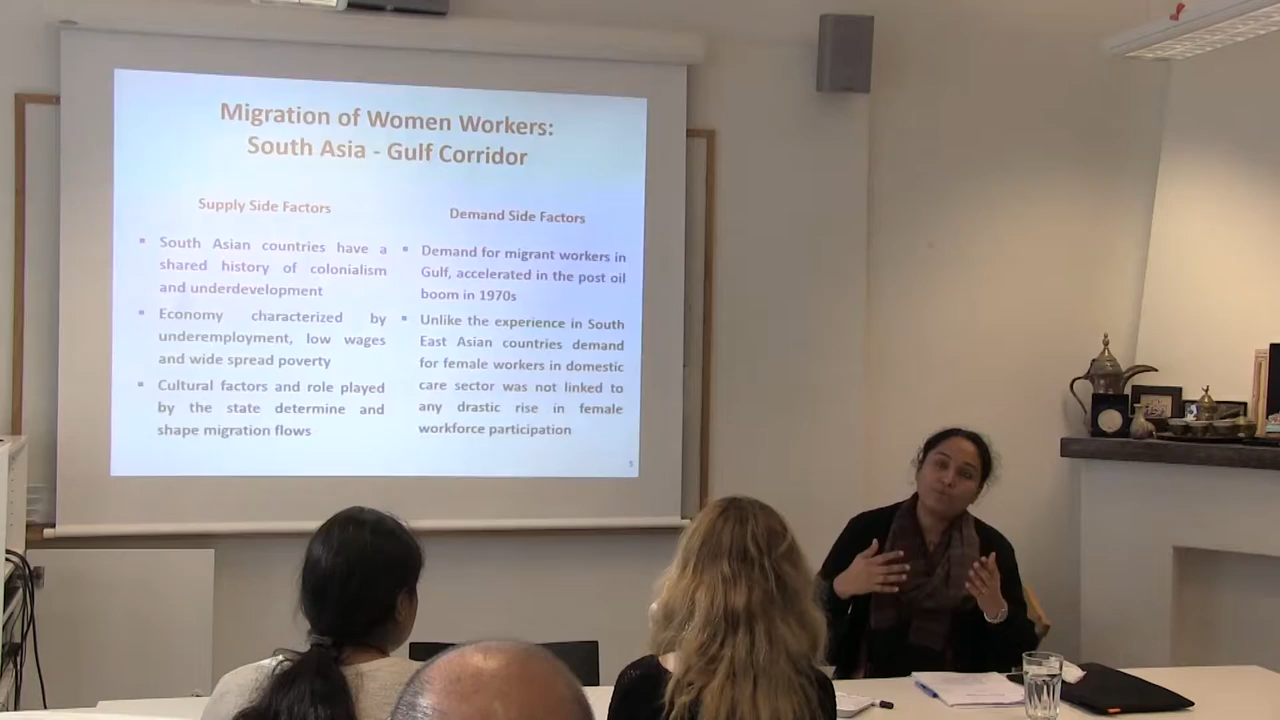 Migration of Women Workers:
South Asia - Gulf Corridor
Supply Side Factors
▪ South Asian countries have a
shared history of colonialism
and underdevelopment
▪ Economy characterized by
underemployment, low wages
and wide spread poverty
▪ Cultural factors and role played
by the state determine and
shape migration flows
Demand Side Factors
▪ Demand for migrant workers in
Gulf, accelerated in the post oil
boom in 1970s
▪ Unlike the experience in South
East Asian countries demand
for female workers in domestic
care sector was not linked to
any drastic rise in female
workforce participation
5